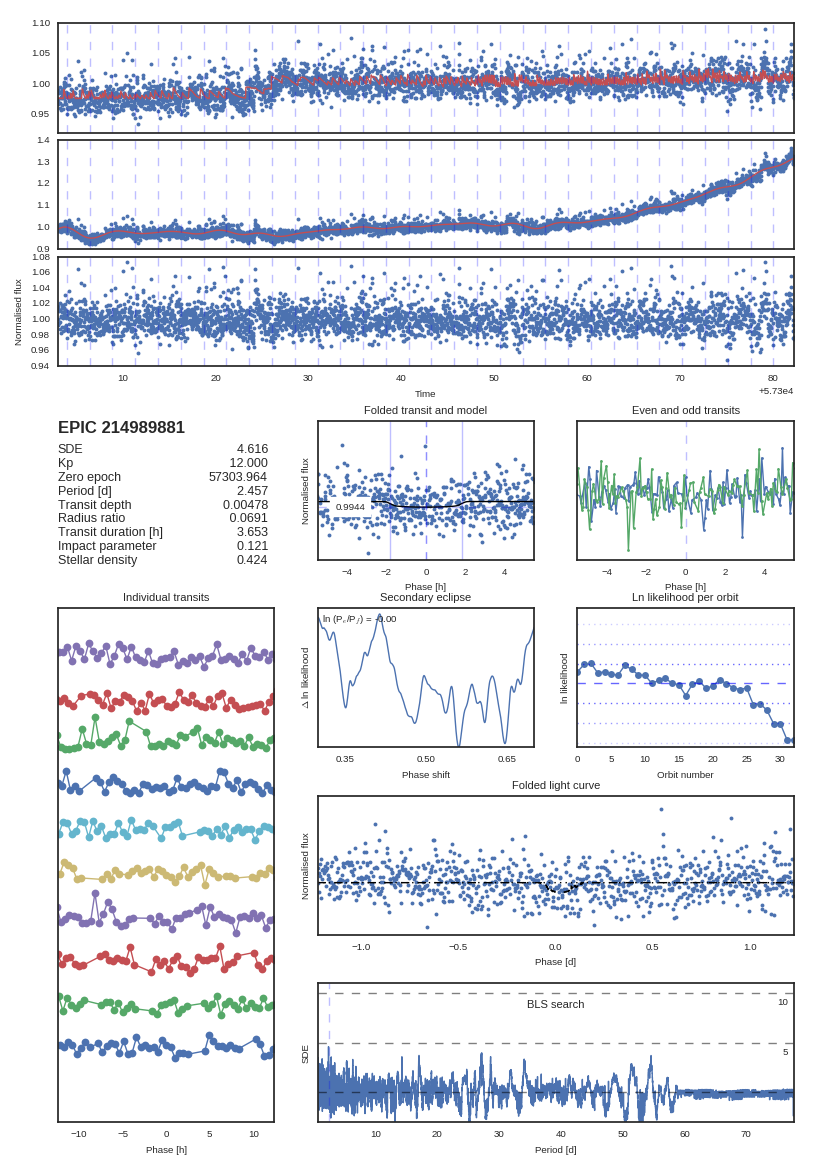 1.10
1.05
1.00
0.95
1.4
1.3
1.2
1.1
1.0
0.9
1.08
1.06
1.04
1.02
1.00
0.98
0.96
0.94
Normalised flux
10 20 30 40 50 60 70 80
Time
+5.73e4
EPIC 214989881
SDE 4.616
Kp 12.000
Zero epoch 57303.964
Period [d] 2.457
Transit depth 0.00478
Radius ratio 0.0691
Transit duration [h] 3.653
Impact parameter 0.121
Stellar density 0.424
Folded transit and model
Normalised flux
0.9944
−4 −2 0 2 4
Phase [h]
Even and odd transits
−4 −2 0 2 4
Phase [h]
Individual transits
−10 −5 0 5 10
Phase [h]
Secondary eclipse
Δ ln likelihood
0.35 0.50 0.65
Phase shift
Ln likelihood per orbit
ln likelihood
0 5 10 15 20 25 30
Orbit number
Folded light curve
Normalised flux
−1.0 −0.5 0.0 0.5 1.0
Phase [d]
BLS search
10
5
SDE
10 20 30 40 50 60 70
Period [d]